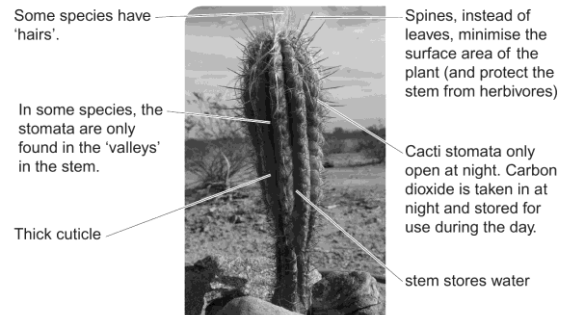 Some species have
‘hairs’.
In some species, the
stomata are only
found in the ‘valleys’
in the stem.
Thick cuticle
Spines, instead of
leaves, minimise the
surface area of the
plant (and protect the
stem from herbivores)
Cacti stomata only
open at night. Carbon
dioxide is taken in at
night and stored for
use during the day.
stem stores water